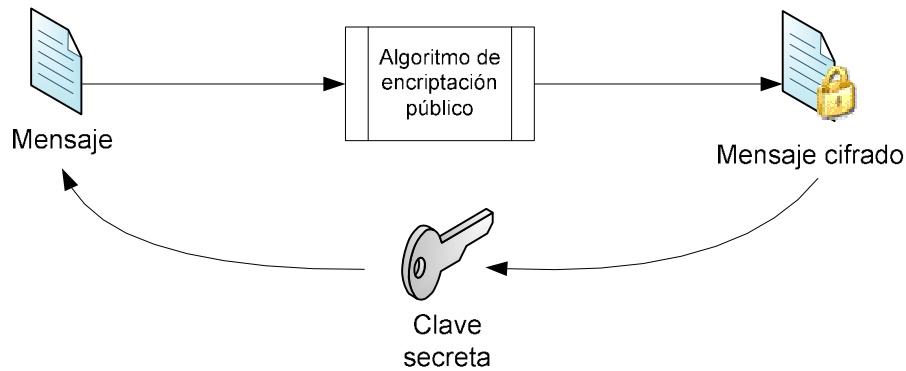 Algoritmo de
encriptación
público
Mensaje
Mensaje cifrado
Clave
secreta